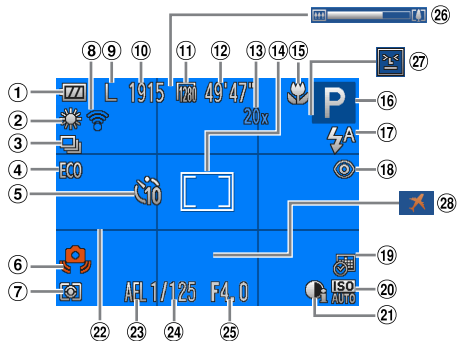 ㉖
⑧ ⑨ ⑩ ⑪ ⑫ ⑬ ⑭ ⑮
㉗
① L 1915 1280 49'47" P ⑯
② 20x
③ A ⑰
④ ECO ⑱
⑤ 10
㉘
⑥ ⑲
⑦ AEL 1/125 F4.0 ISO AUTO ⑳
㉑
㉒ ㉓ ㉔ ㉕